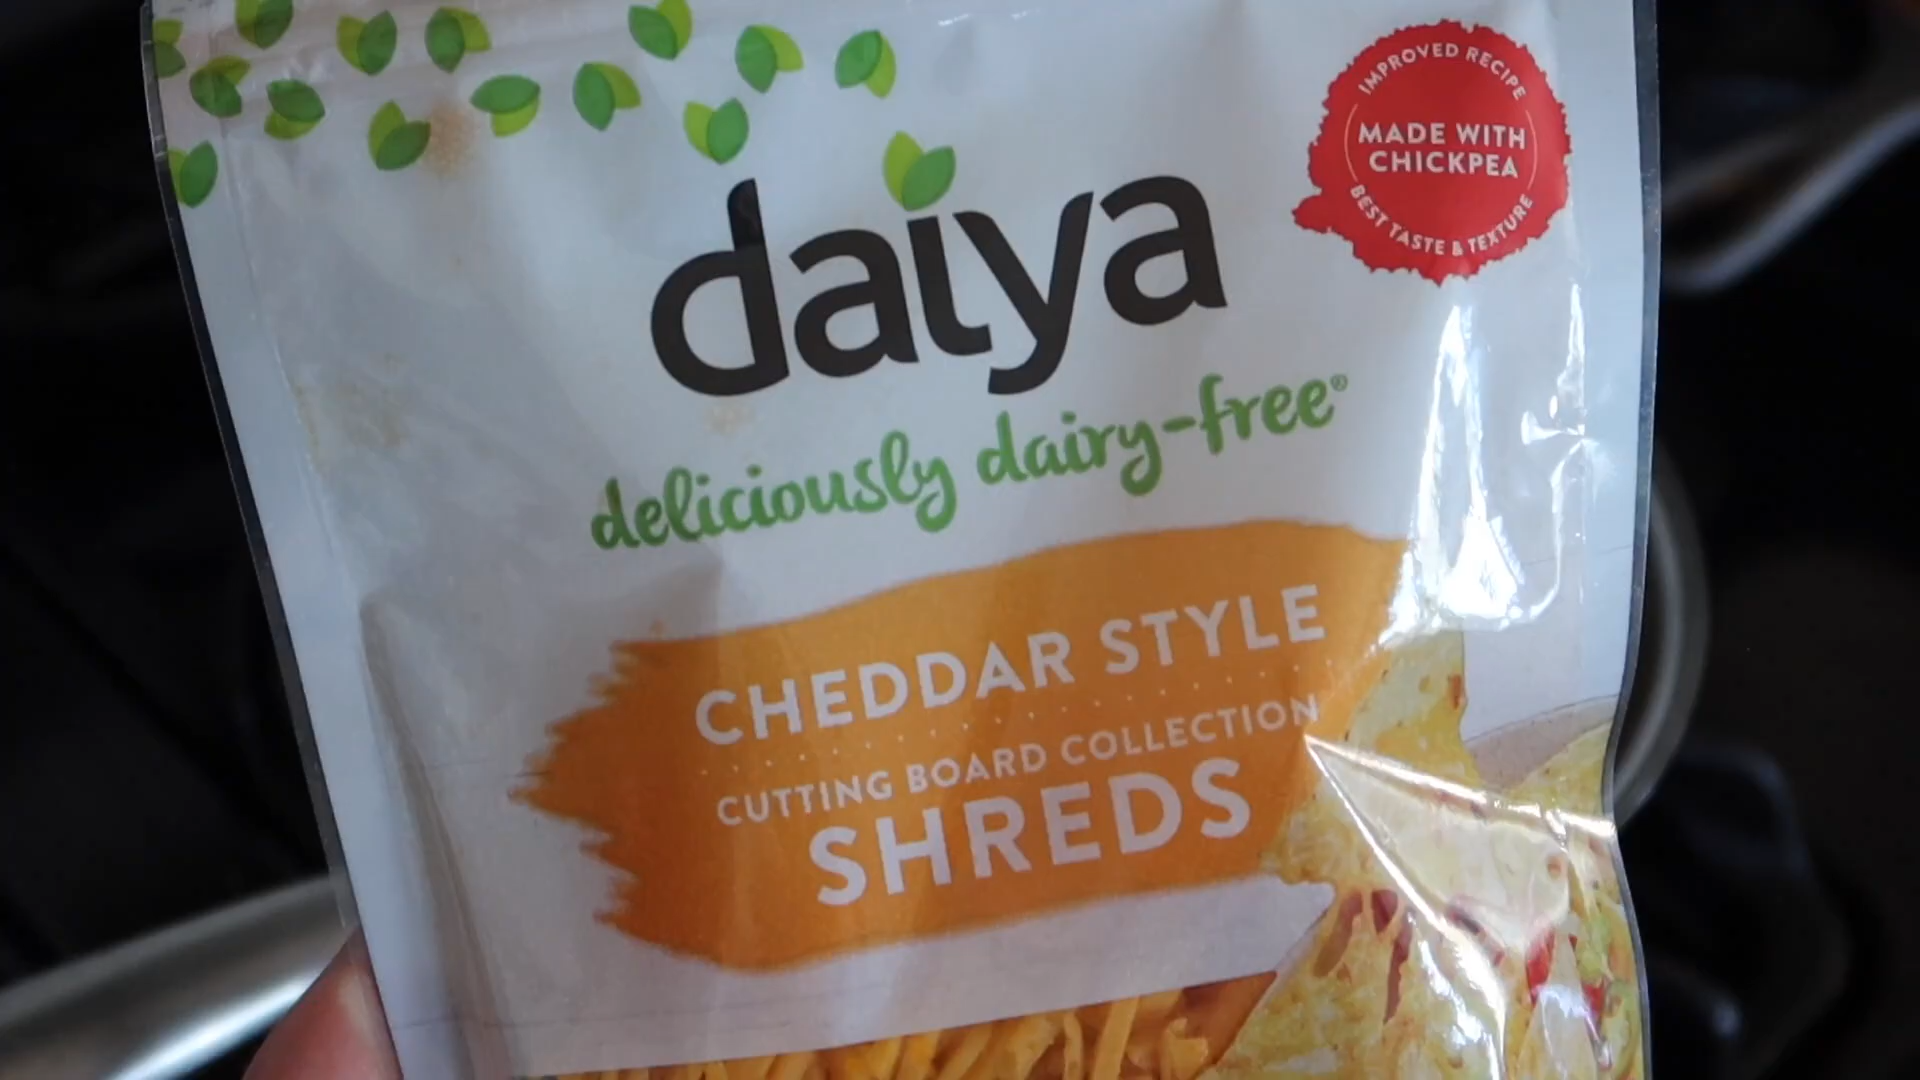 IMPROVED RECIPE
MADE WITH
CHICKPEA
BEST TASTE & TEXTURE
daiya
deliciously dairy-free®
CHEDDAR STYLE
CUTTING BOARD COLLECTION
SHREDS